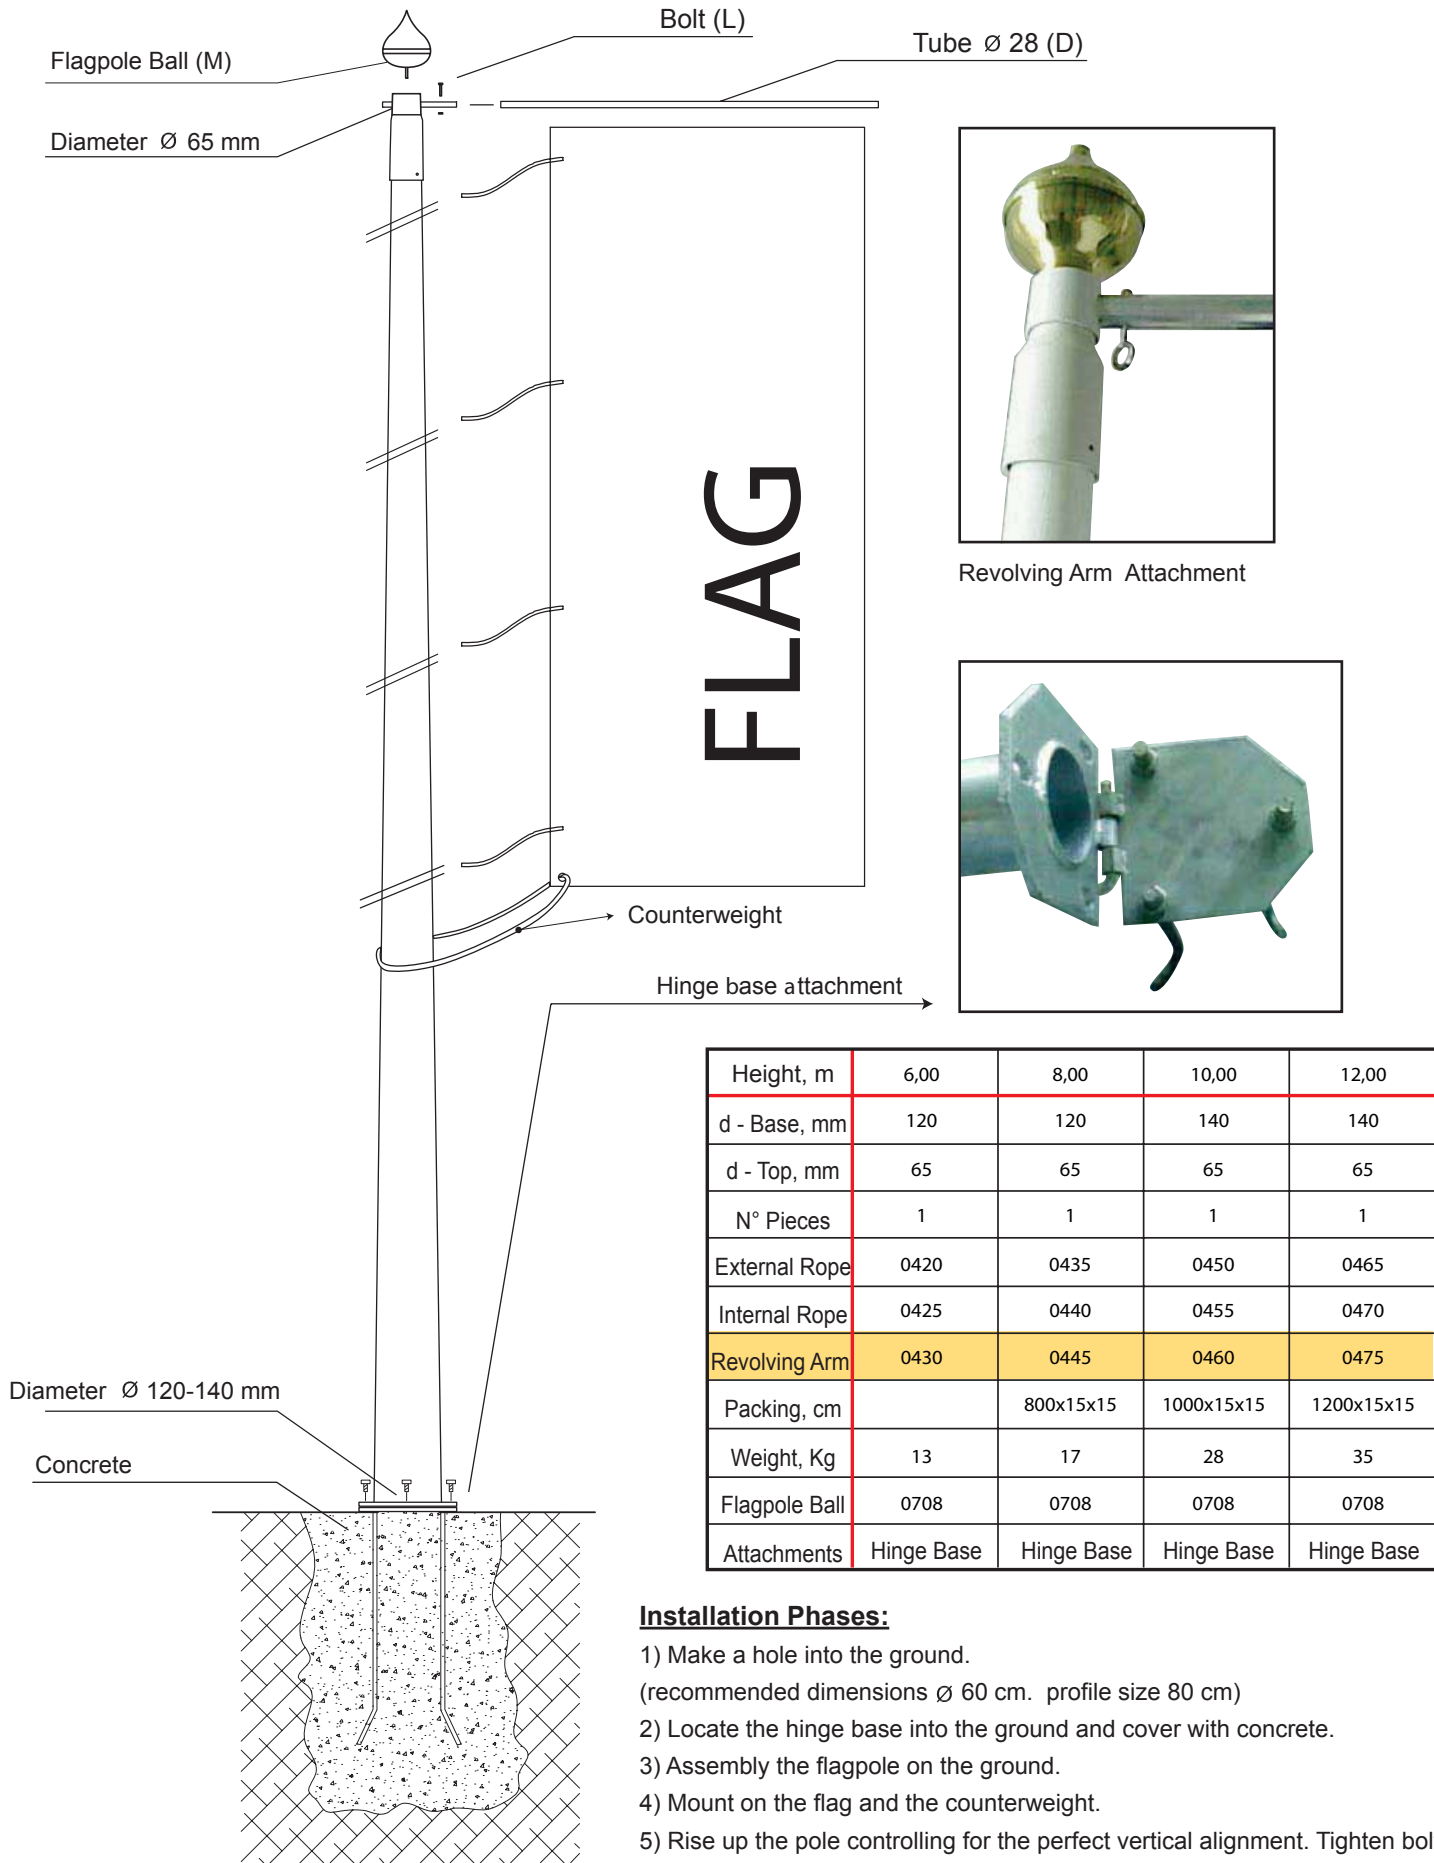 Bolt (L)
Tube Ø 28 (D)
Flagpole Ball (M)
Diameter Ø 65 mm
FLAG
Revolving Arm Attachment
Counterweight
Hinge base attachment
Height, m 6,00 8,00 10,00 12,00
d - Base, mm 120 120 140 140
d - Top, mm 65 65 65 65
N° Pieces 1 1 1 1
External Rope 0420 0435 0450 0465
Internal Rope 0425 0440 0455 0470
Revolving Arm 0430 0445 0460 0475
Packing, cm 800x15x15 1000x15x15 1200x15x15
Weight, Kg 13 17 28 35
Flagpole Ball 0708 0708 0708 0708
Attachments Hinge Base Hinge Base Hinge Base Hinge Base
Diameter Ø 120-140 mm
Concrete
Installation Phases:
1) Make a hole into the ground.
(recommended dimensions Ø 60 cm. profile size 80 cm)
2) Locate the hinge base into the ground and cover with concrete.
3) Assembly the flagpole on the ground.
4) Mount on the flag and the counterweight.
5) Rise up the pole controlling for the perfect vertical alignment. Tighten bol